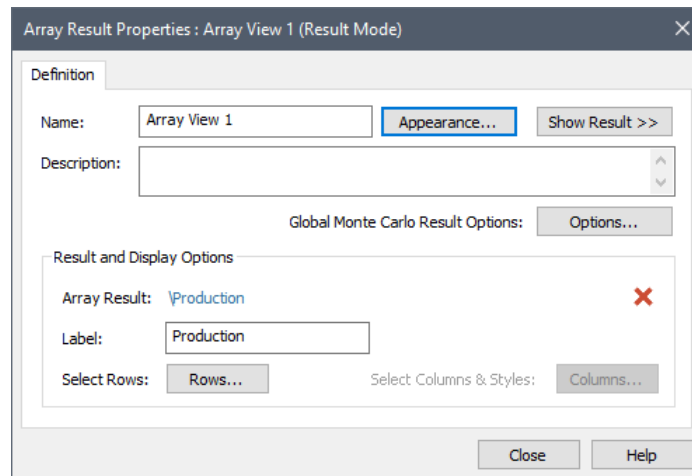 Array Result Properties : Array View 1 (Result Mode)
Definition
Name: Array View 1 Appearance... Show Result >>
Description:
Global Monte Carlo Result Options: Options...
Result and Display Options
Array Result: \Production
Label: Production
Select Rows: Rows... Select Columns & Styles: Columns...
Close Help